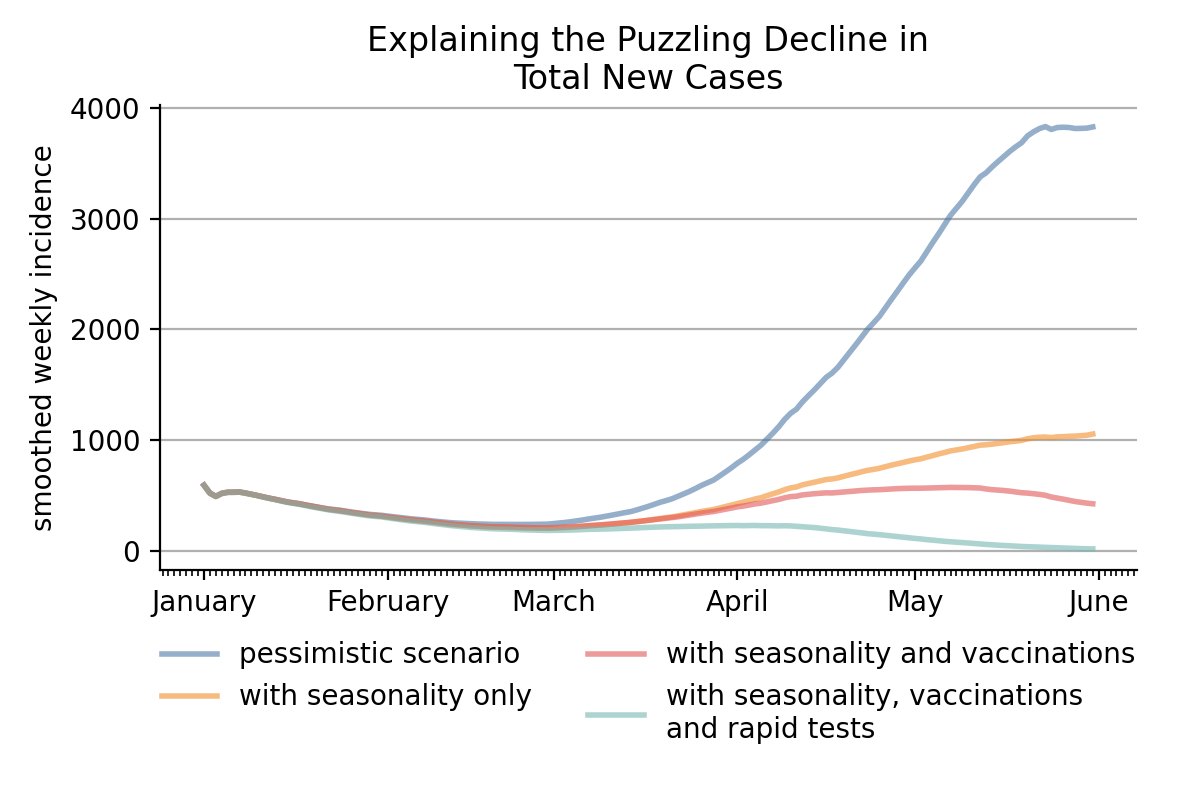 Explaining the Puzzling Decline in
Total New Cases
smoothed weekly incidence
4000
3000
2000
1000
0
January
February
March
April
May
June
pessimistic scenario
with seasonality only
with seasonality and vaccinations
with seasonality, vaccinations
and rapid tests